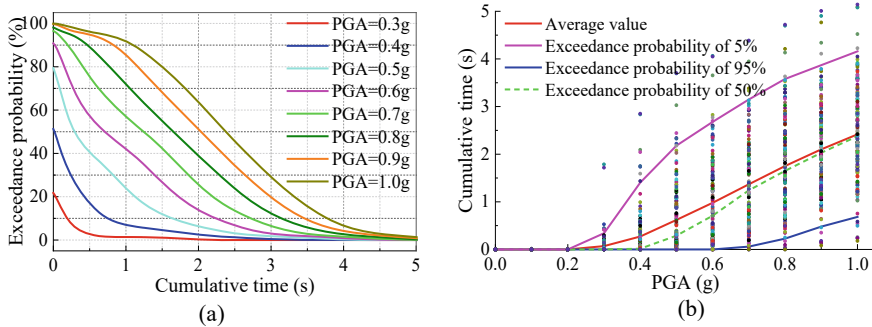 100
80
60
40
20
0
Exceedance probability (%)
PGA=0.3g
PGA=0.4g
PGA=0.5g
PGA=0.6g
PGA=0.7g
PGA=0.8g
PGA=0.9g
PGA=1.0g
0 1 2 3 4 5
Cumulative time (s)
(a)
5
4
3
2
1
0
Cumulative time (s)
Average value
Exceedance probability of 5%
Exceedance probability of 95%
Exceedance probability of 50%
0.0 0.2 0.4 0.6 0.8 1.0
PGA (g)
(b)